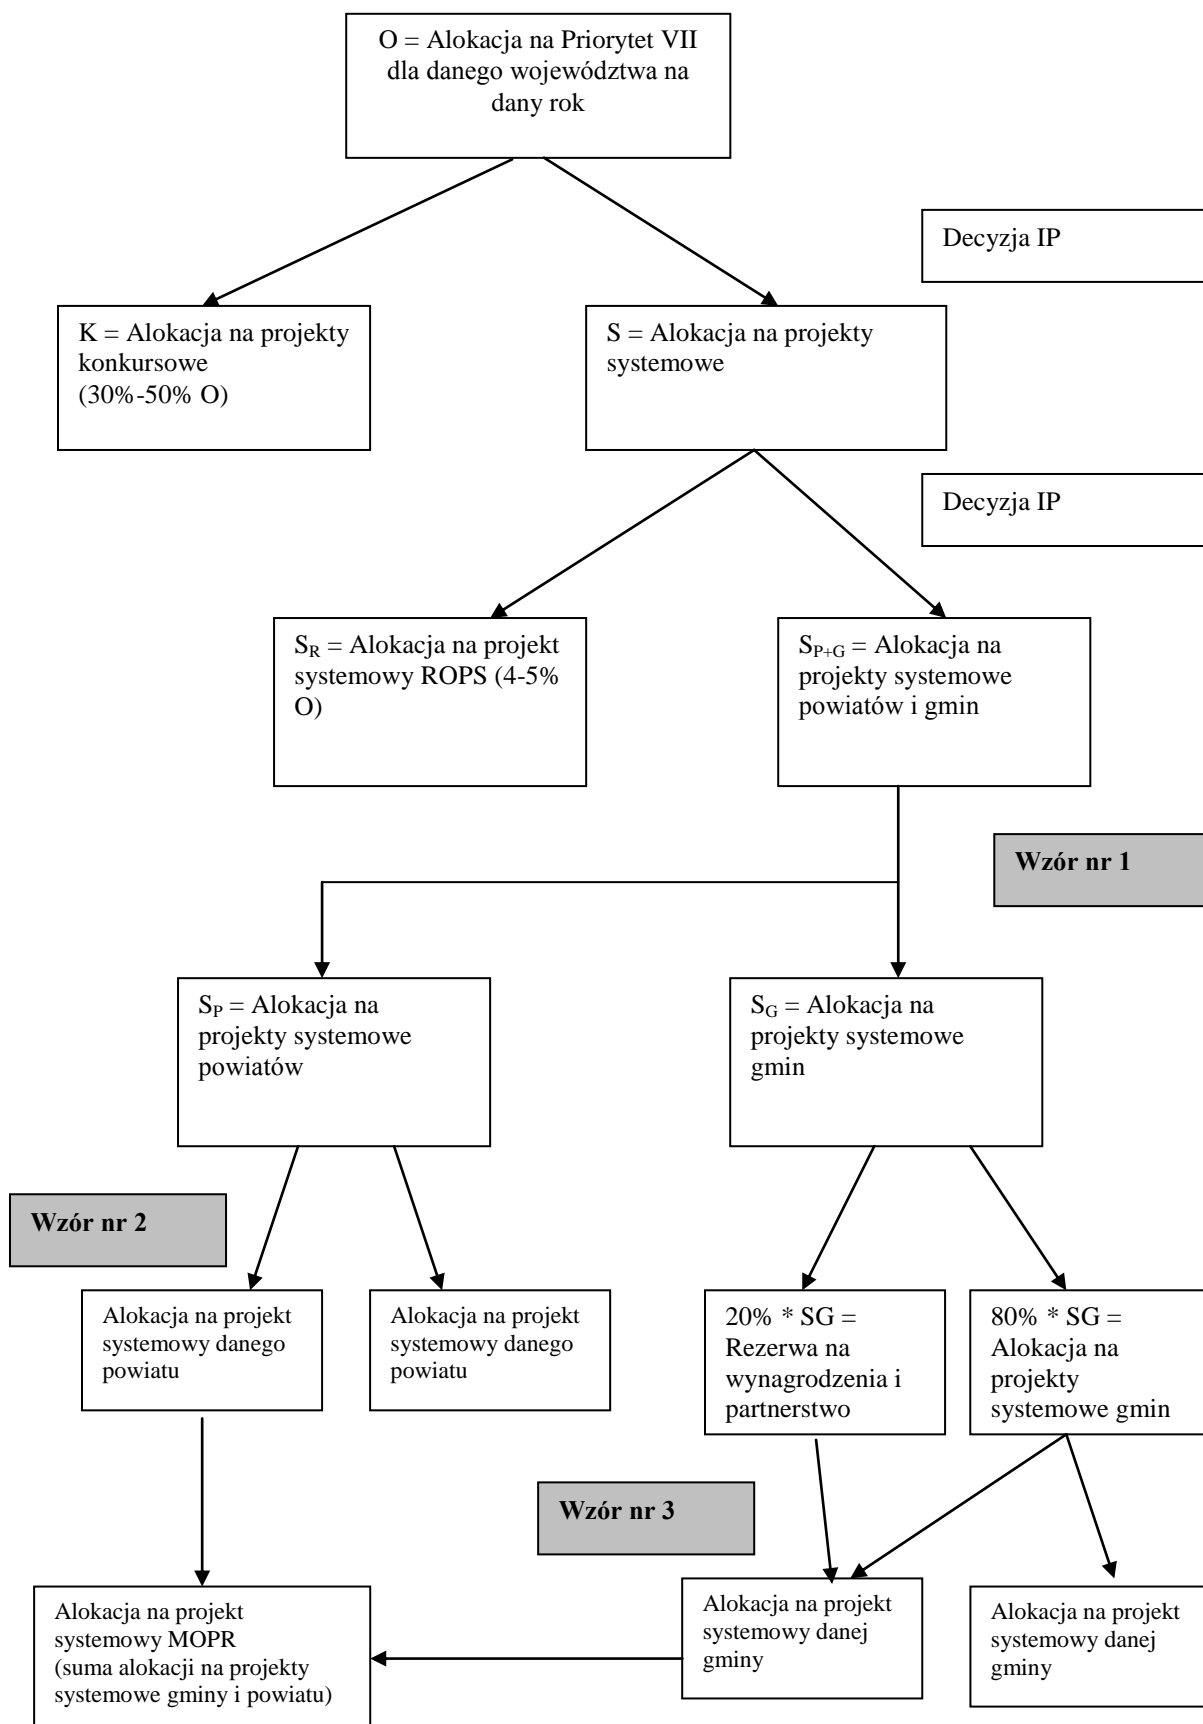 O = Alokacja na Priorytet VII
dla danego województwa na
dany rok
Decyzja IP
K = Alokacja na projekty
konkursowe
(30%-50% O)
S = Alokacja na projekty
systemowe
Decyzja IP
S_R = Alokacja na projekt
systemowy ROPS (4-5%
O)
S_P+G = Alokacja na
projekty systemowe
powiatów i gmin
Wzór nr 1
S_P = Alokacja na
projekty systemowe
powiatów
S_G = Alokacja na
projekty systemowe
gmin
Wzór nr 2
Alokacja na projekt
systemowy danego
powiatu
Alokacja na projekt
systemowy danego
powiatu
20% * SG =
Rezerwa na
wynagrodzenia i
partnerstwo
80% * SG =
Alokacja na
projekty
systemowe gmin
Wzór nr 3
Alokacja na projekt
systemowy MOPR
(suma alokacji na projekty
systemowe gminy i powiatu)
Alokacja na projekt
systemowy danej
gminy
Alokacja na projekt
systemowy danej
gminy